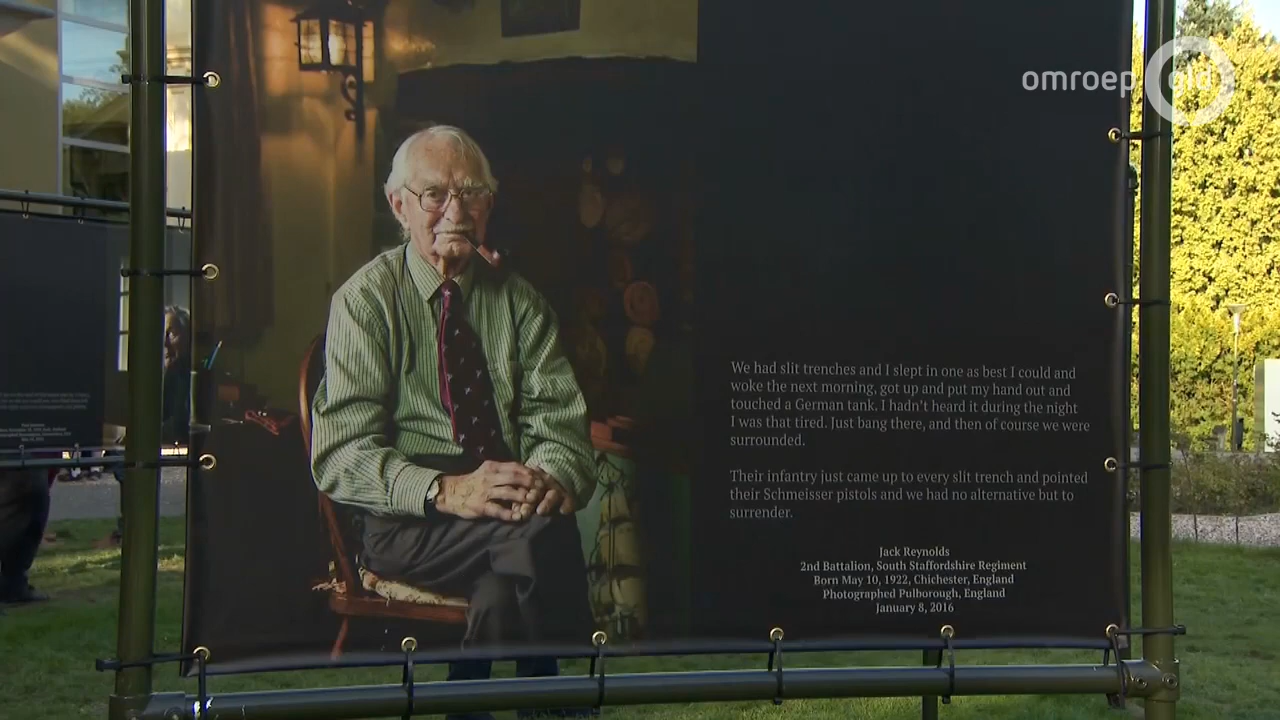 omroep gld
We had slit trenches and I slept in one as best I could and
woke the next morning, got up and put my hand out and
touched a German tank. I hadn't heard it during the night
I was that tired. Just bang there, and then of course we were
surrounded.
Their infantry just came up to every slit trench and pointed
their Schmeisser pistols and we had no alternative but to
surrender.
Jack Reynolds
2nd Battalion, South Staffordshire Regiment
Born May 10, 1922, Chichester, England
Photographed Pulborough, England
January 8, 2016